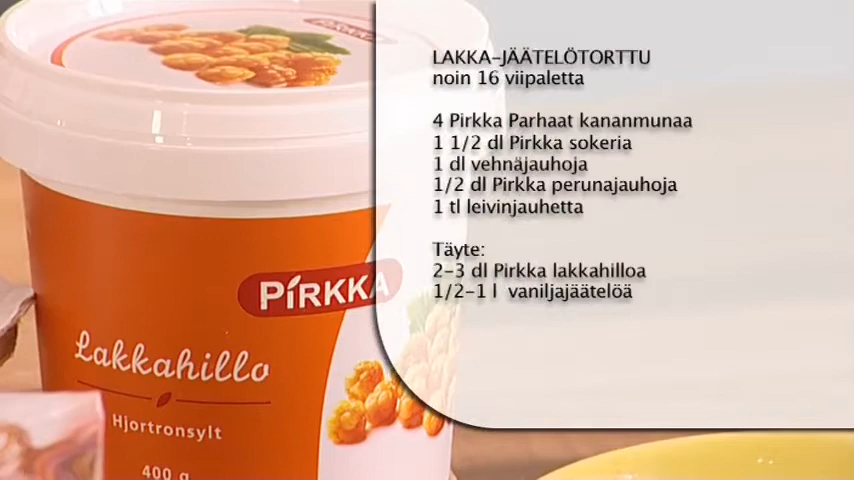 LAKKA-JÄÄTELÖTORTTU
noin 16 viipaletta
4 Pirkka Parhaat kananmunaa
1 1/2 dl Pirkka sokeria
1 dl vehnäjauhoja
1/2 dl Pirkka perunajauhoja
1 tl leivinjauhetta
Täyte:
2-3 dl Pirkka lakkahilloa
1/2-1 l vaniljajäätelöä
PIRKKA
PIRKKA
Lakkahillo
Hjortronsylt
400 g